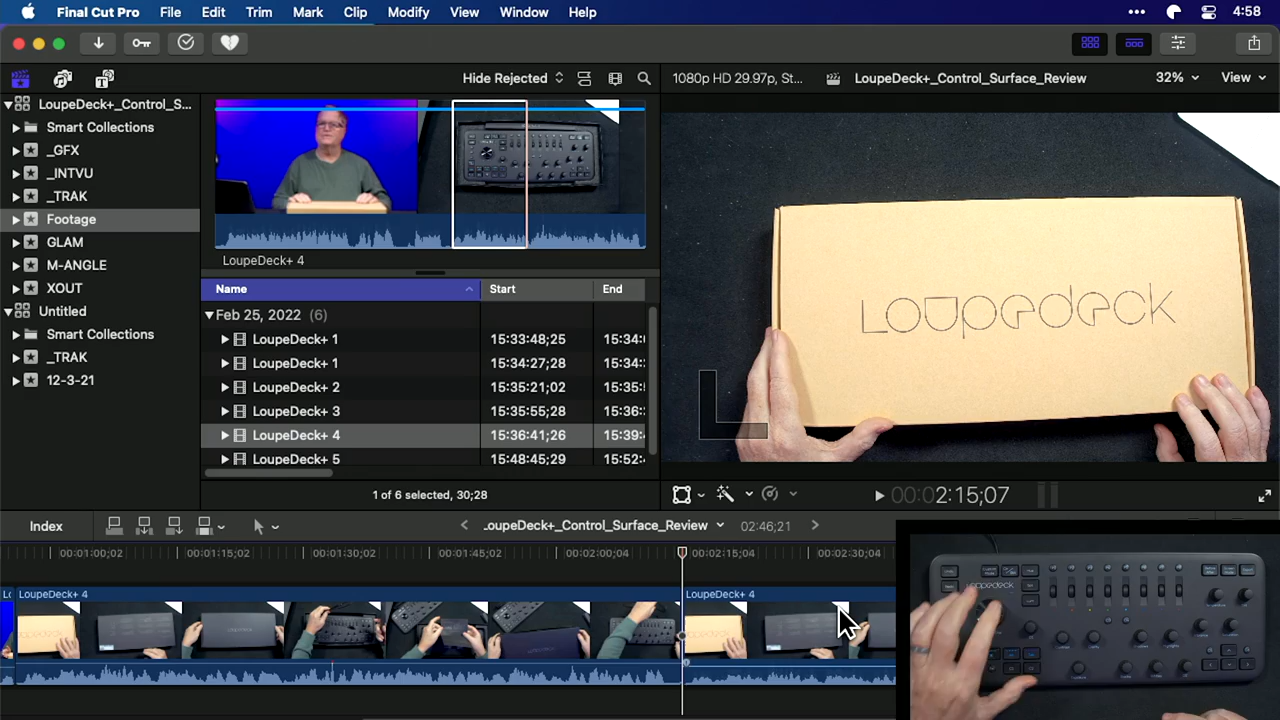 Final Cut Pro File Edit Trim Mark Clip Modify View Window Help 4:58
Hide Rejected 1080p HD 29.97p, St... LoupeDeck+_Control_Surface_Review 32% View
LoupeDeck+_Control_S...
Smart Collections
_GFX
_INTVU
_TRAK
Footage
GLAM
M-ANGLE
XOUT
Untitled
Smart Collections
_TRAK
12-3-21
LoupeDeck+ 4
Name Start End
Feb 25, 2022 (6)
LoupeDeck+ 1 15:33:48;25 15:34:
LoupeDeck+ 1 15:34:27;28 15:34:
LoupeDeck+ 2 15:35:21;02 15:35:
LoupeDeck+ 3 15:35:55;28 15:36:
LoupeDeck+ 4 15:36:41;26 15:39:
LoupeDeck+ 5 15:48:45;29 15:52:
1 of 6 selected, 30;28
Loupedeck
00:02:15;07
Index .oupeDeck+_Control_Surface_Review 02:46;21
00:01:00;02 00:01:15;02 00:01:30;02 00:01:45;02 00:02:00;04 00:02:15;04 00:02:30;04
Lo LoupeDeck+ 4 LoupeDeck+ 4
loupedeck